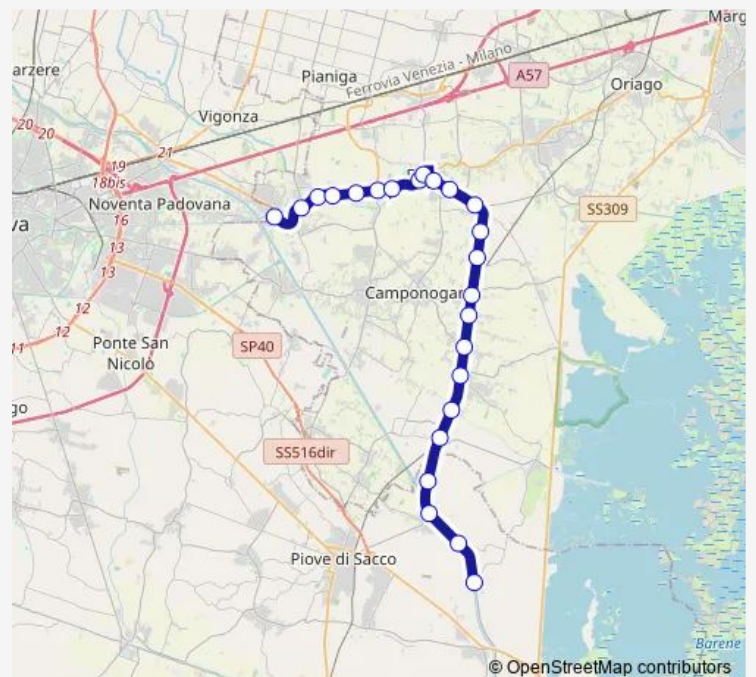 Marg
arzere
Pianiga
Ferrovia Venezia - Milano
A57
Oriago
Vigonza
20
20
21
19
18bis
Noventa Padovana
16
va
SS309
13
13
Camponogar
12
12
11
Ponte San
Nicolò
SP40
go
SS516dir
Piove di Sacco
Barene
© OpenStreetMap contributors